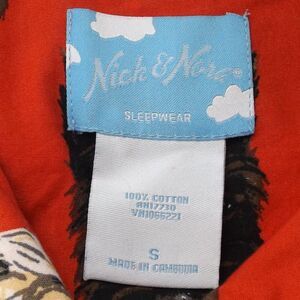 Nick & Nora®
SLEEPWEAR
100% COTTON
RN17730
VN1066221
S
MADE IN CAMBODIA